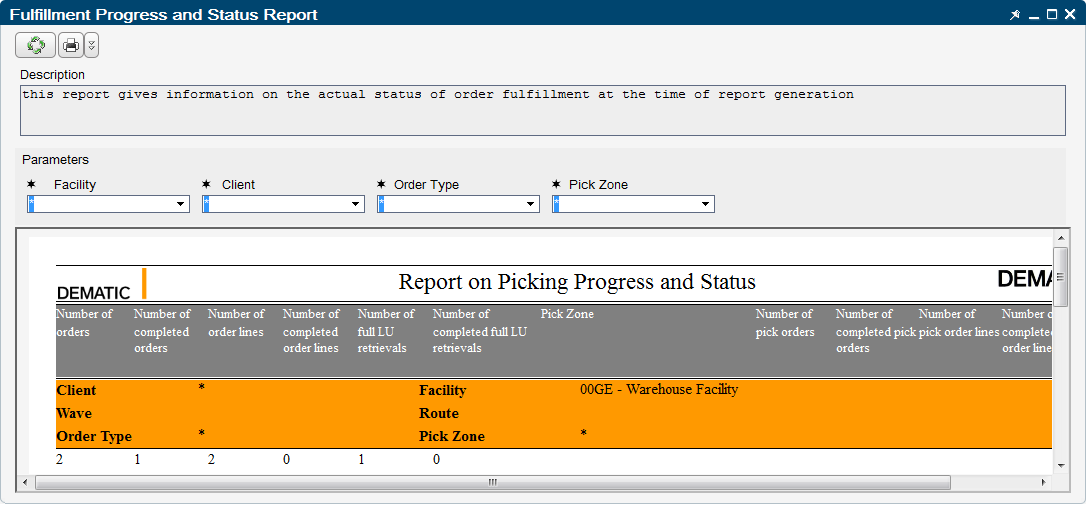 Fulfillment Progress and Status Report
Description
this report gives information on the actual status of order fulfillment at the time of report generation
Parameters
* Facility * Client * Order Type * Pick Zone
* * * *
DEMATIC Report on Picking Progress and Status DEMA
Number of Number of Number of Number of Number of Number of Pick Zone Number of Number of Number of Number
orders completed order lines completed full LU completed full LU pick orders completed pick pick order lines complete
orders order lines retrievals retrievals orders order line
Client * Facility 00GE - Warehouse Facility
Wave Route
Order Type * Pick Zone *
2 1 2 0 1 0